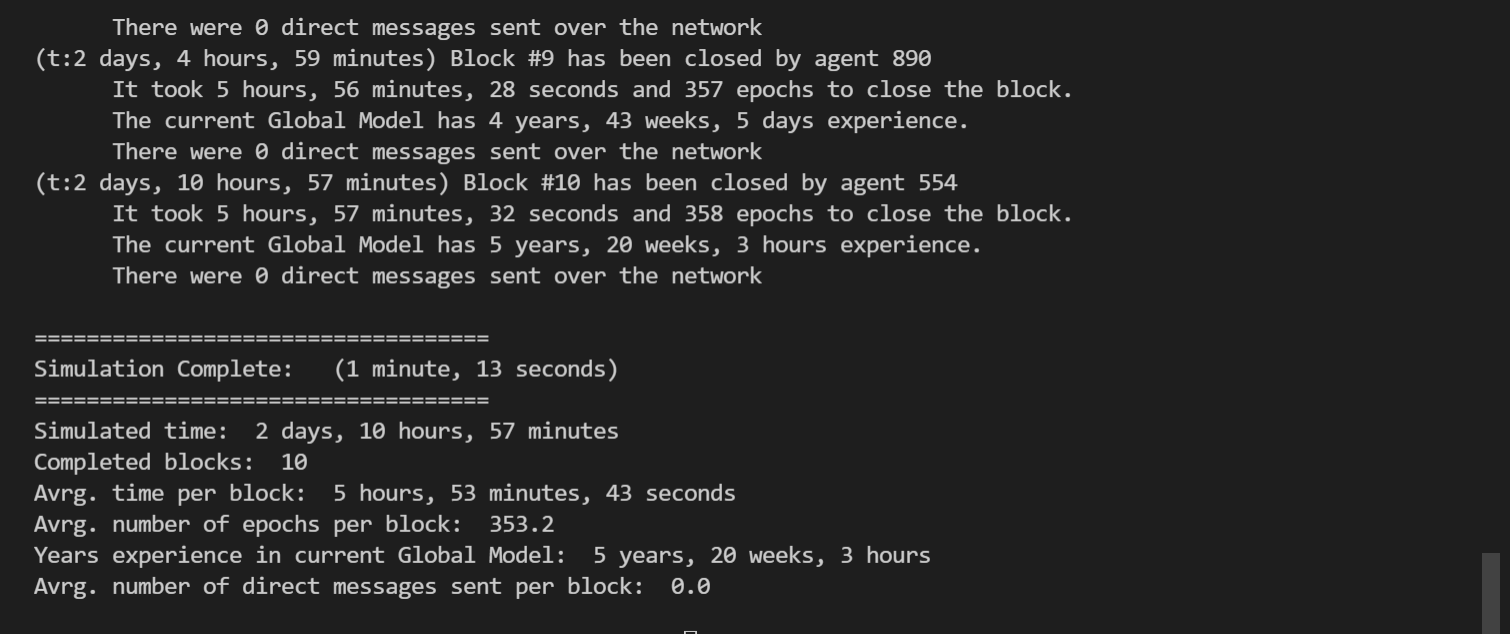 There were 0 direct messages sent over the network
(t:2 days, 4 hours, 59 minutes) Block #9 has been closed by agent 890
It took 5 hours, 56 minutes, 28 seconds and 357 epochs to close the block.
The current Global Model has 4 years, 43 weeks, 5 days experience.
There were 0 direct messages sent over the network
(t:2 days, 10 hours, 57 minutes) Block #10 has been closed by agent 554
It took 5 hours, 57 minutes, 32 seconds and 358 epochs to close the block.
The current Global Model has 5 years, 20 weeks, 3 hours experience.
There were 0 direct messages sent over the network
===================================
Simulation Complete:   (1 minute, 13 seconds)
===================================
Simulated time:  2 days, 10 hours, 57 minutes
Completed blocks:  10
Avrg. time per block:  5 hours, 53 minutes, 43 seconds
Avrg. number of epochs per block:  353.2
Years experience in current Global Model:  5 years, 20 weeks, 3 hours
Avrg. number of direct messages sent per block:  0.0